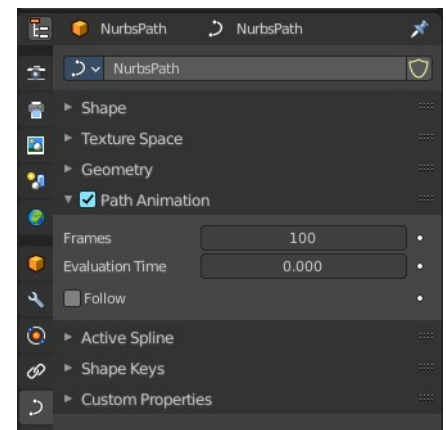 NurbsPath NurbsPath
NurbsPath
Shape
Texture Space
Geometry
Path Animation
Frames 100
Evaluation Time 0.000
Follow
Active Spline
Shape Keys
Custom Properties